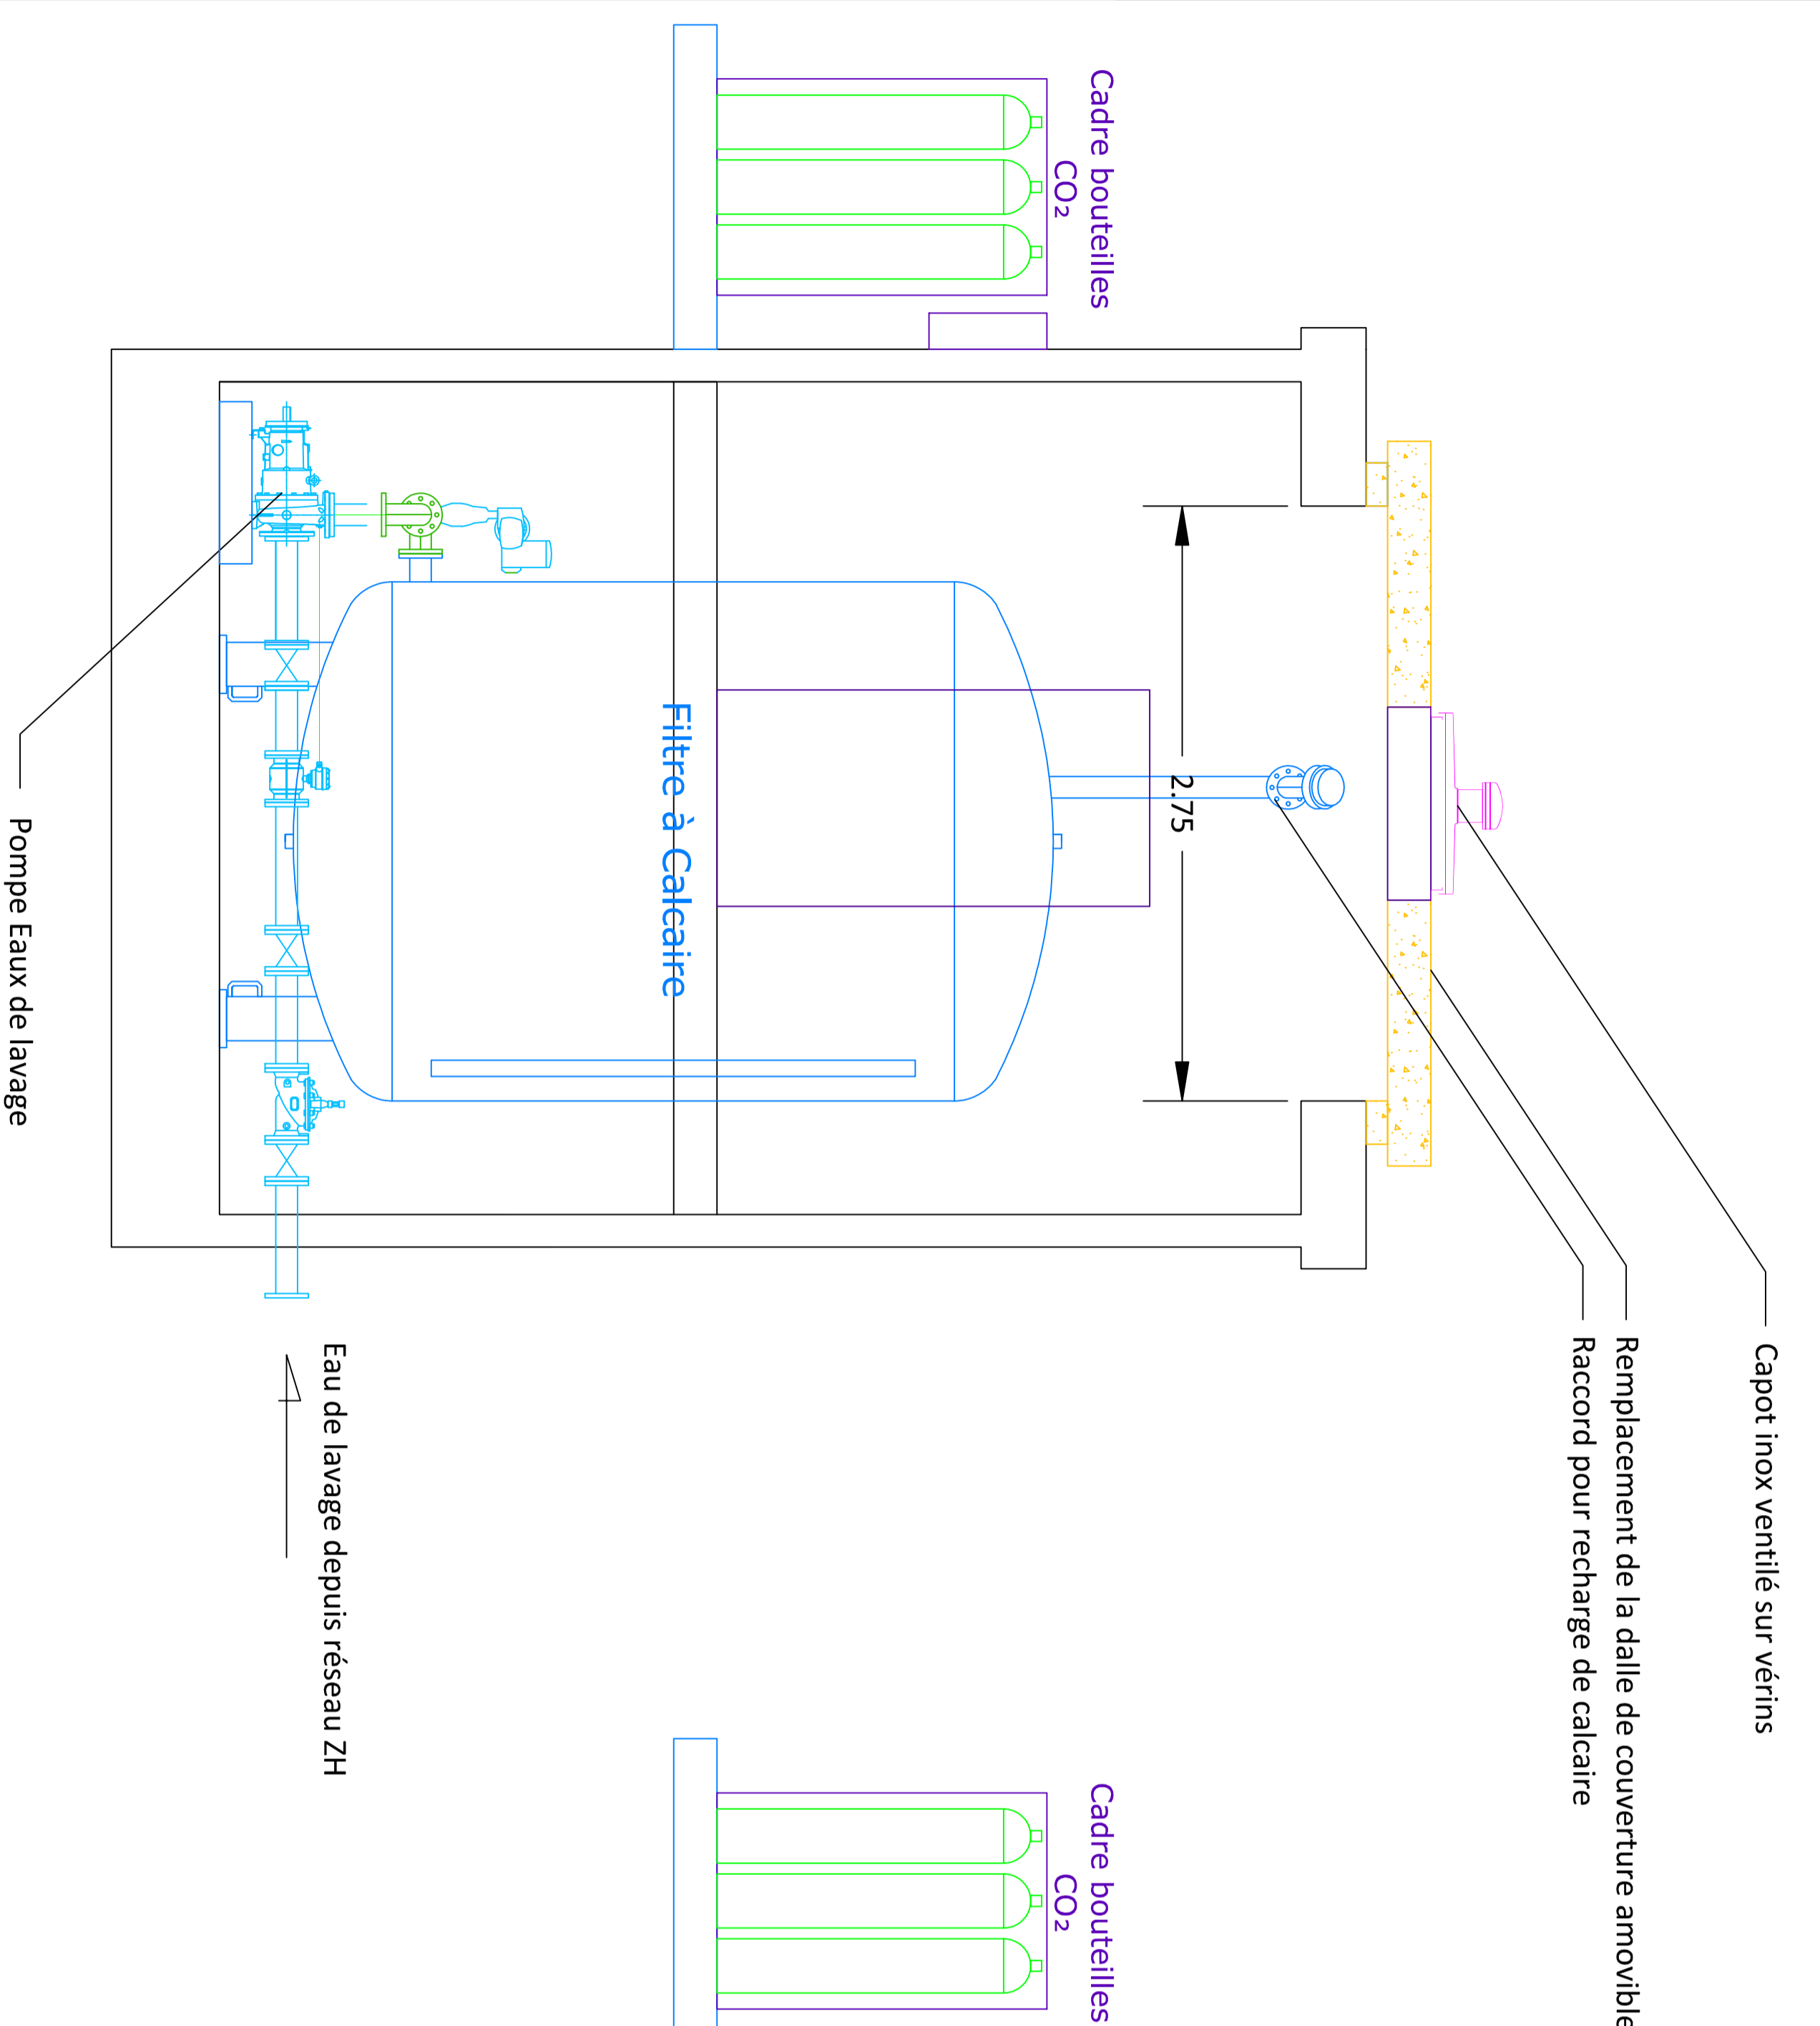 Capot inox ventilé sur vérins
Remplacement de la dalle de couverture amovible
Raccord pour recharge de calcaire
Cadre bouteilles
CO₂
Cadre bouteilles
CO₂
2.75
Filtre à Calcaire
Eau de lavage depuis réseau ZH
Pompe Eaux de lavage